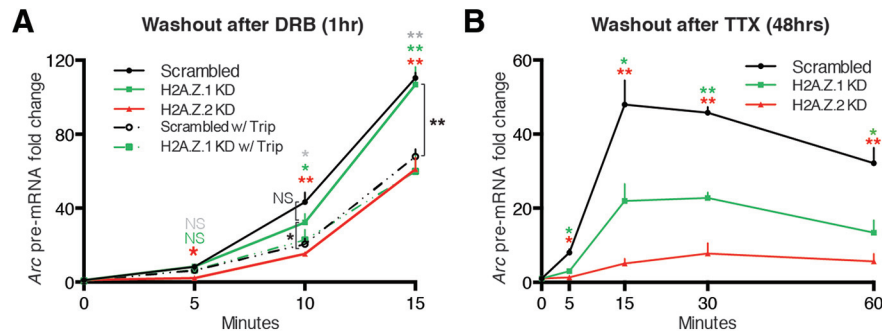 A
Washout after DRB (1hr)
Arc pre-mRNA fold change
120
80
40
0
Scrambled
H2A.Z.1 KD
H2A.Z.2 KD
Scrambled w/ Trip
H2A.Z.1 KD w/ Trip
NS
NS
*
*
*
**
NS
*
**
**
**
**
0
5
10
15
Minutes
B
Washout after TTX (48hrs)
Arc pre-mRNA fold change
60
40
20
0
Scrambled
H2A.Z.1 KD
H2A.Z.2 KD
*
*
*
**
**
**
*
**
0
5
15
30
60
Minutes